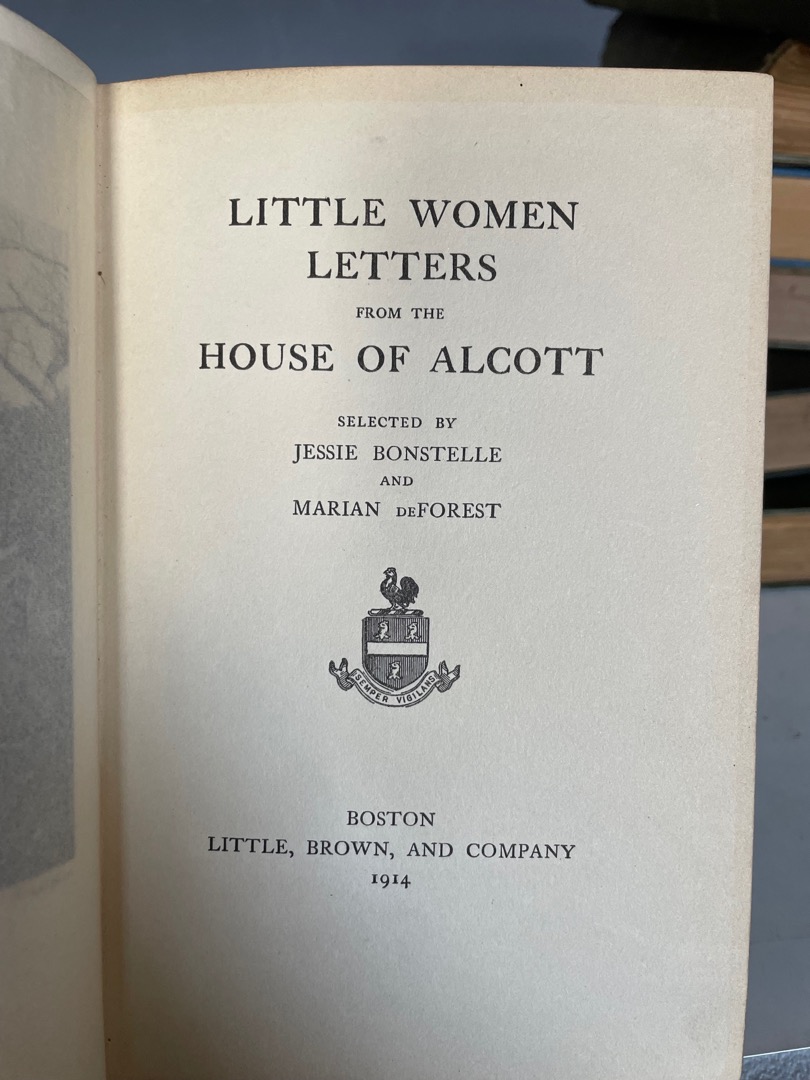 LITTLE WOMEN
LETTERS
FROM THE
HOUSE OF ALCOTT
SELECTED BY
JESSIE BONSTELLE
AND
MARIAN DEFOREST
SEMPER VIGILANS
BOSTON
LITTLE, BROWN, AND COMPANY
1914